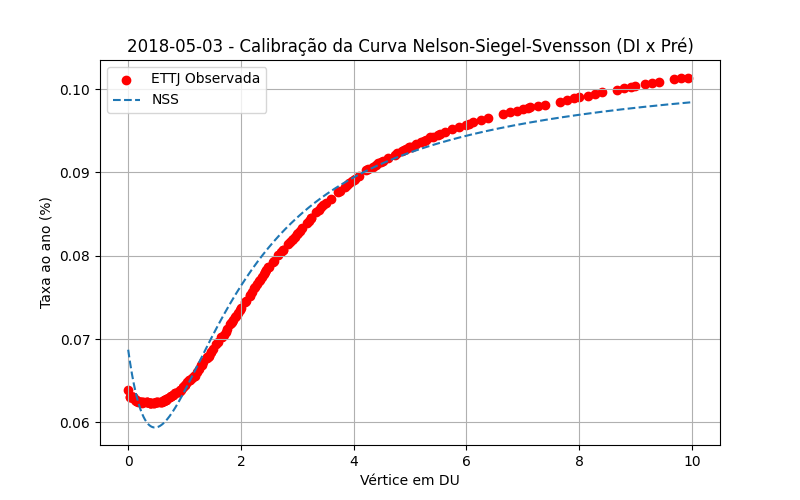 2018-05-03 - Calibração da Curva Nelson-Siegel-Svensson (DI x Pré)
ETTJ Observada
NSS
Taxa ao ano (%)
0.10
0.09
0.08
0.07
0.06
0
2
4
6
8
10
Vértice em DU